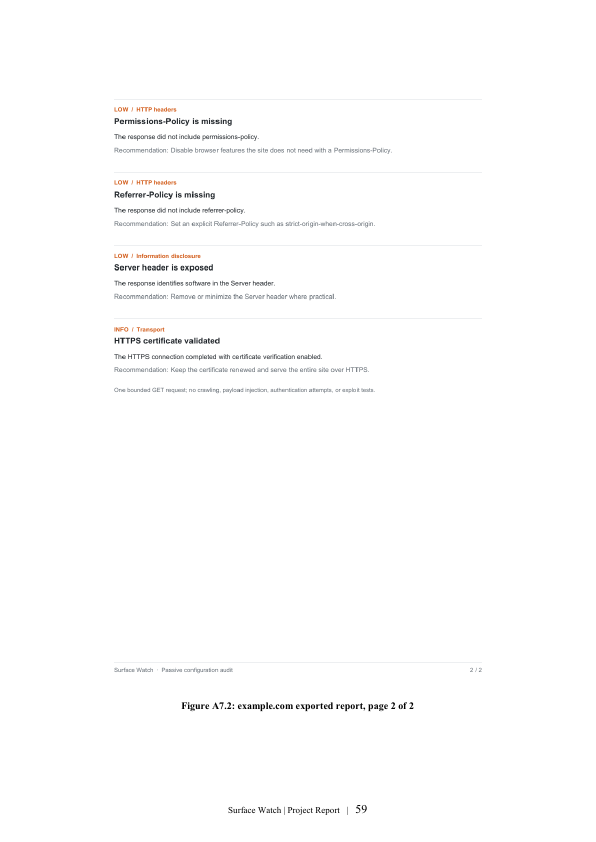 LOW / HTTP headers
Permissions-Policy is missing
The response did not include permissions-policy.
Recommendation: Disable browser features the site does not need with a Permissions-Policy.
LOW / HTTP headers
Referrer-Policy is missing
The response did not include referrer-policy.
Recommendation: Set an explicit Referrer-Policy such as strict-origin-when-cross-origin.
LOW / Information disclosure
Server header is exposed
The response identifies software in the Server header.
Recommendation: Remove or minimize the Server header where practical.
INFO / Transport
HTTPS certificate validated
The HTTPS connection completed with certificate verification enabled.
Recommendation: Keep the certificate renewed and serve the entire site over HTTPS.
One bounded GET request; no crawling, payload injection, authentication attempts, or exploit tests.
Surface Watch · Passive configuration audit 2 / 2
Figure A7.2: example.com exported report, page 2 of 2
Surface Watch | Project Report | 59